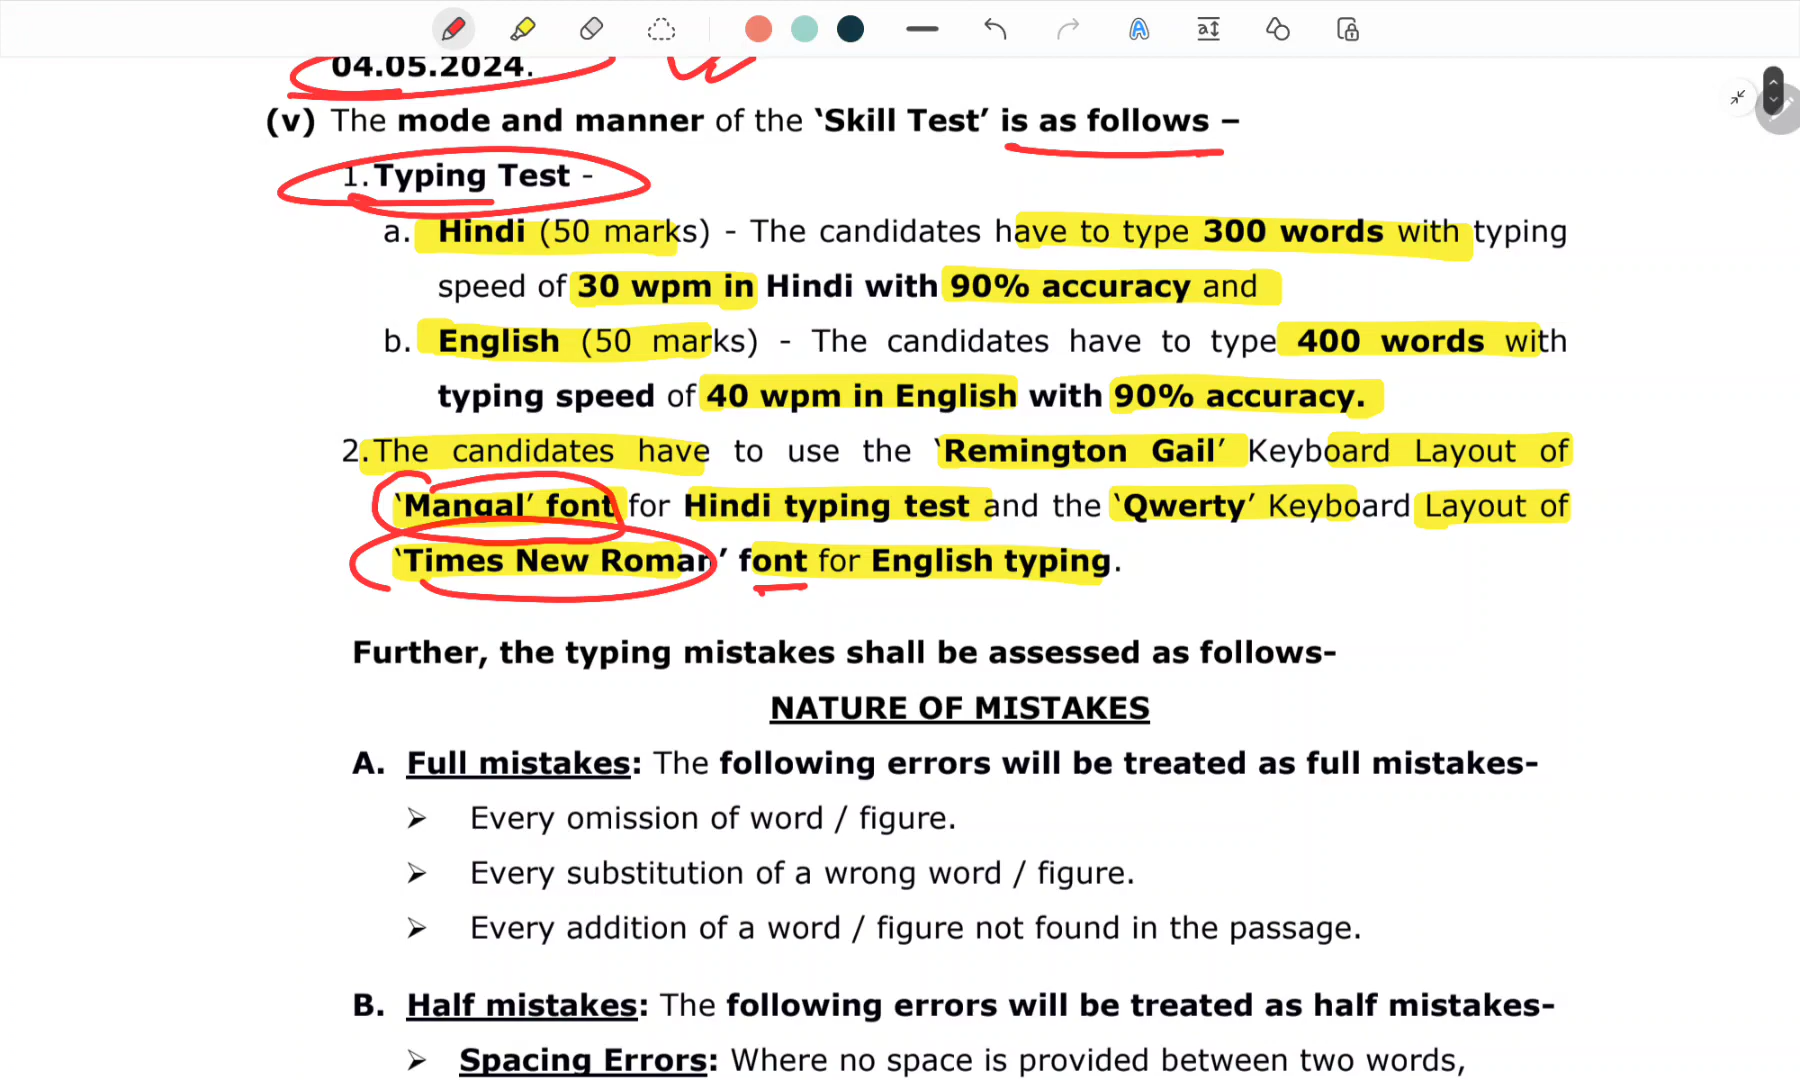 04.05.2024.
(v) The mode and manner of the ‘Skill Test’ is as follows –
1. Typing Test -
a. Hindi (50 marks) - The candidates have to type 300 words with typing
speed of 30 wpm in Hindi with 90% accuracy and
b. English (50 marks) - The candidates have to type 400 words with
typing speed of 40 wpm in English with 90% accuracy.
2. The candidates have to use the ‘Remington Gail’ Keyboard Layout of
‘Mangal’ font for Hindi typing test and the ‘Qwerty’ Keyboard Layout of
‘Times New Roman’ font for English typing.
Further, the typing mistakes shall be assessed as follows-
NATURE OF MISTAKES
A. Full mistakes: The following errors will be treated as full mistakes-
➢ Every omission of word / figure.
➢ Every substitution of a wrong word / figure.
➢ Every addition of a word / figure not found in the passage.
B. Half mistakes: The following errors will be treated as half mistakes-
➢ Spacing Errors: Where no space is provided between two words,